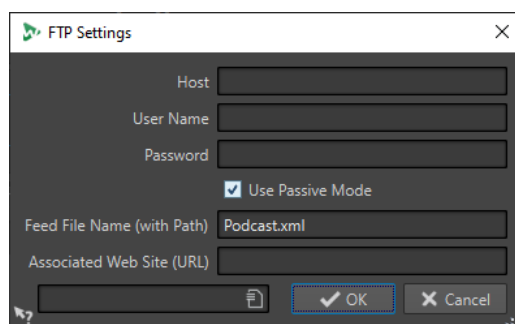 FTP Settings
Host
User Name
Password
Use Passive Mode
Feed File Name (with Path) Podcast.xml
Associated Web Site (URL)
OK Cancel